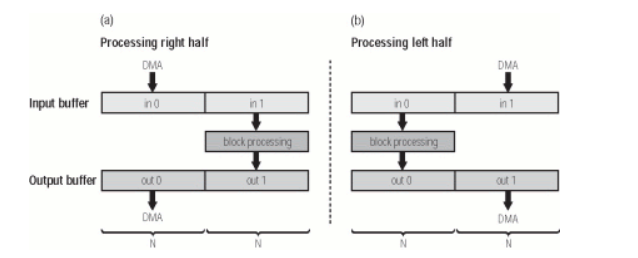 (a)
Processing right half
DMA
Input buffer
in 0
in 1
block processing
Output buffer
out 0
out 1
DMA
N
N
(b)
Processing left half
DMA
in 0
in 1
block processing
out 0
out 1
DMA
N
N